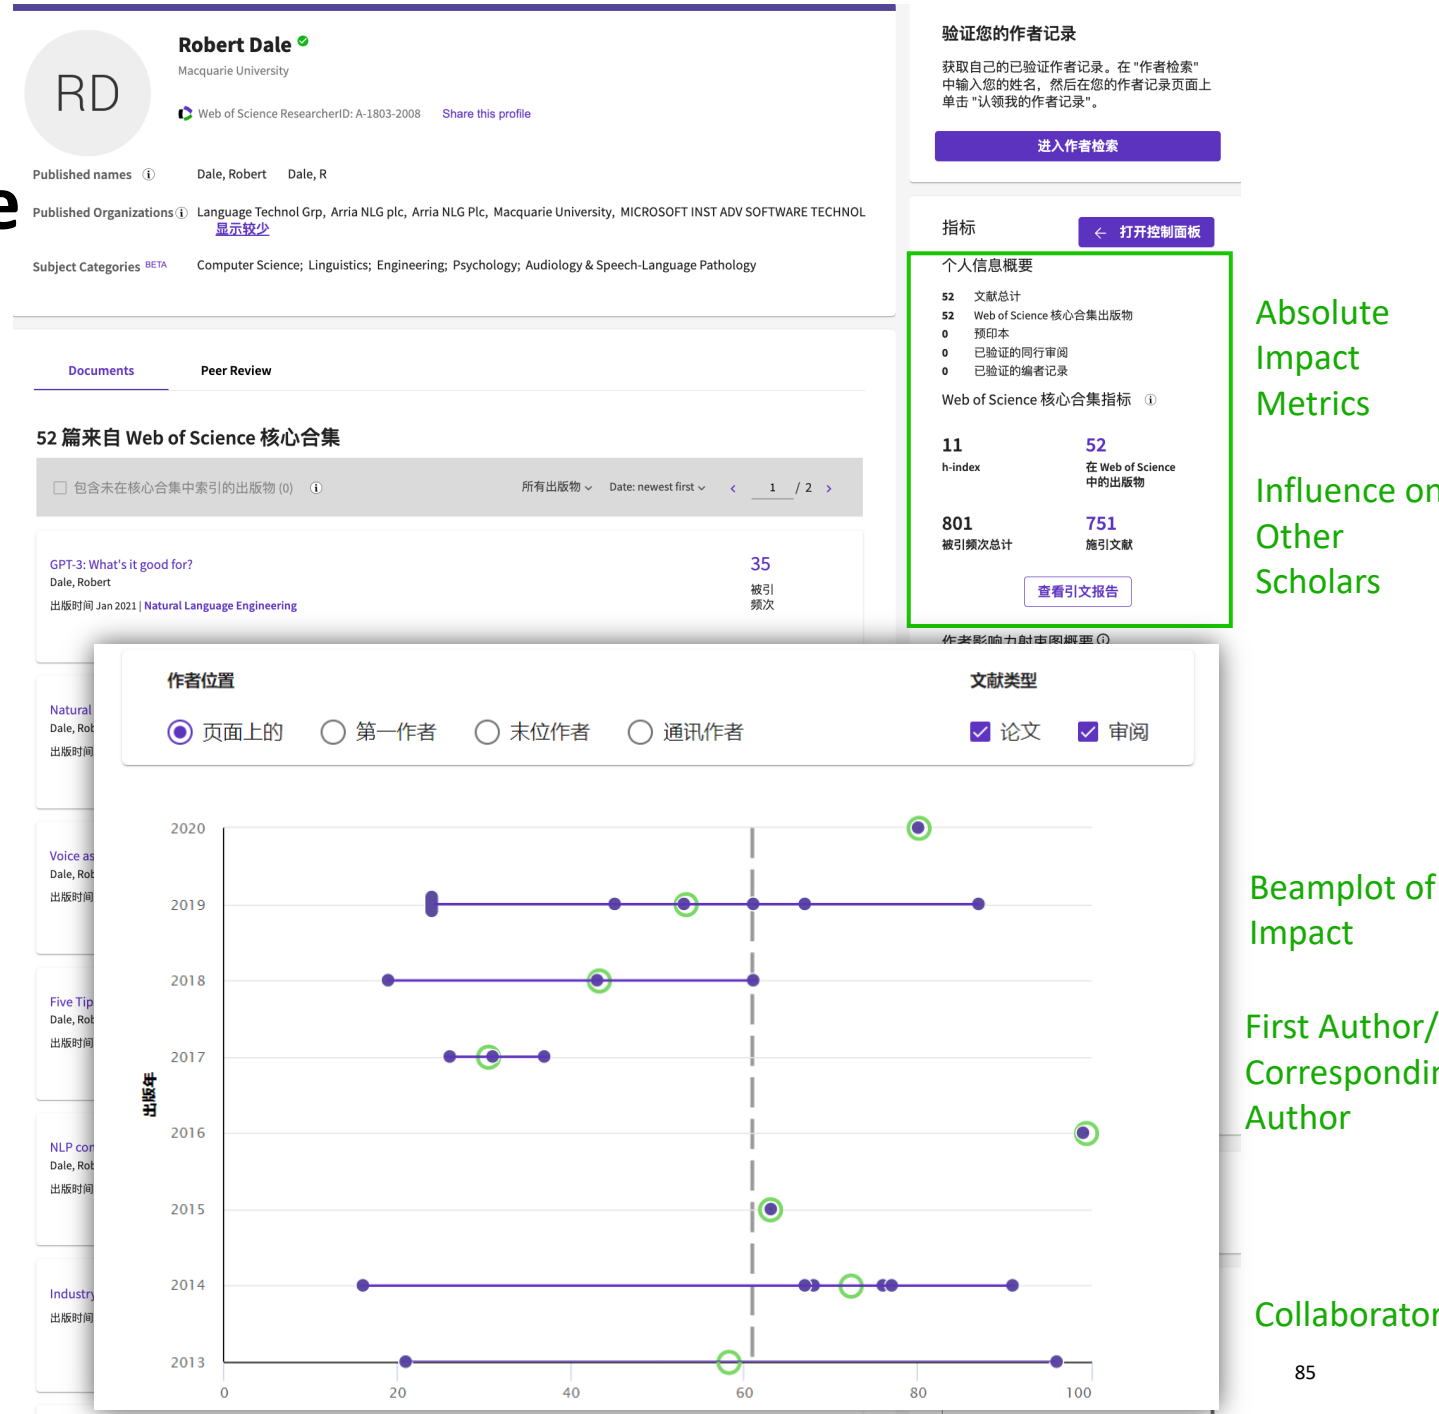 RD
Robert Dale
Macquarie University
Web of Science ResearcherID: A-1803-2008 Share this profile
e
Published names Dale, Robert Dale, R
Published Organizations Language Technol Grp, Arria NLG plc, Arria NLG Plc, Macquarie University, MICROSOFT INST ADV SOFTWARE TECHNOL
显示较少
Subject Categories BETA Computer Science; Linguistics; Engineering; Psychology; Audiology & Speech-Language Pathology
Documents Peer Review
52 篇来自 Web of Science 核心合集
包含未在核心合集中索引的出版物 (0) 所有出版物 Date: newest first < 1 / 2 >
GPT-3: What's it good for?
Dale, Robert
出版时间 Jan 2021 | Natural Language Engineering
35
被引
频次
Natural
Dale, Rob
出版时间
Voice as
Dale, Rob
出版时间
Five Tip
Dale, Rob
出版时间
NLP con
Dale, Rob
出版时间
Industry
出版时间
验证您的作者记录
获取自己的已验证作者记录。在 "作者检索"
中输入您的姓名，然后在您的作者记录页面上
单击 "认领我的作者记录"。
进入作者检索
指标
← 打开控制面板
个人信息概要
52 文献总计
52 Web of Science 核心合集出版物
0 预印本
0 已验证的同行审阅
0 已验证的编者记录
Web of Science 核心合集指标
11 52
h-index 在 Web of Science
中的出版物
801 751
被引频次总计 施引文献
查看引文报告
作者影响力射束图概要
作者位置 文献类型
页面上的 第一作者 末位作者 通讯作者 论文 审阅
出版年
2020
2019
2018
2017
2016
2015
2014
2013
0 20 40 60 80 100
Absolute
Impact
Metrics
Influence on
Other
Scholars
Beamplot of
Impact
First Author/
Correspondin
Author
Collaborator
85